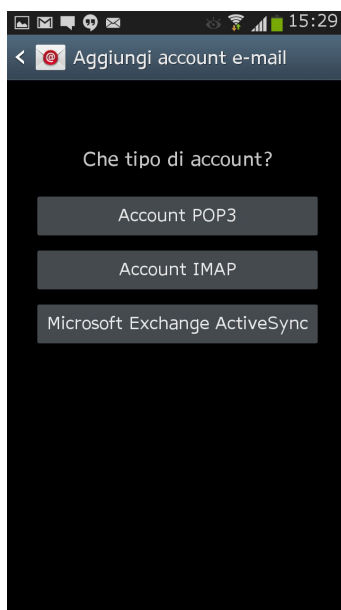 15:29
Aggiungi account e-mail
Che tipo di account?
Account POP3
Account IMAP
Microsoft Exchange ActiveSync